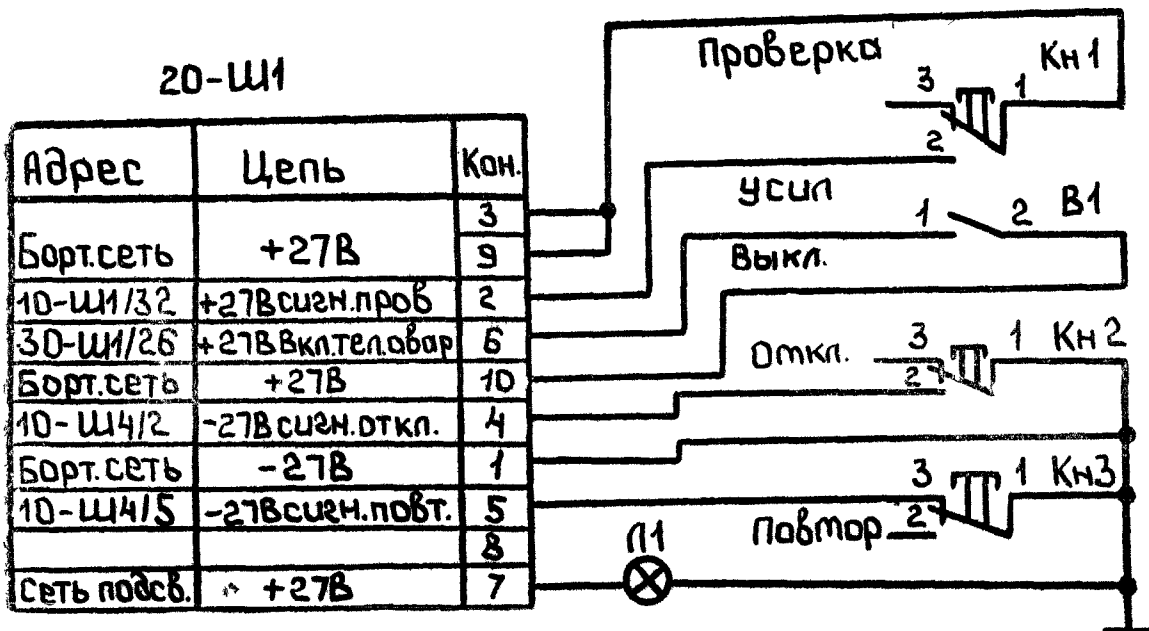 20-Ш1
Адрес Цепь Кон.
3
Борт.сеть +27В 9
10-Ш1/32 +27Всигн.пров 2
30-Ш1/26 +27ВВкл.тел.авар 6
Борт.сеть +27В 10
10-Ш4/2 -27Всигн.откл. 4
Борт.сеть -27В 1
10-Ш4/5 -27Всигн.повт. 5
8
сеть подсв. +27В 7
Проверка Кн1
3 1
2
Усил
1 2 В1
Выкл.
Откл. 3 1 Кн2
2
3 1 Кн3
Повтор 2
Л1